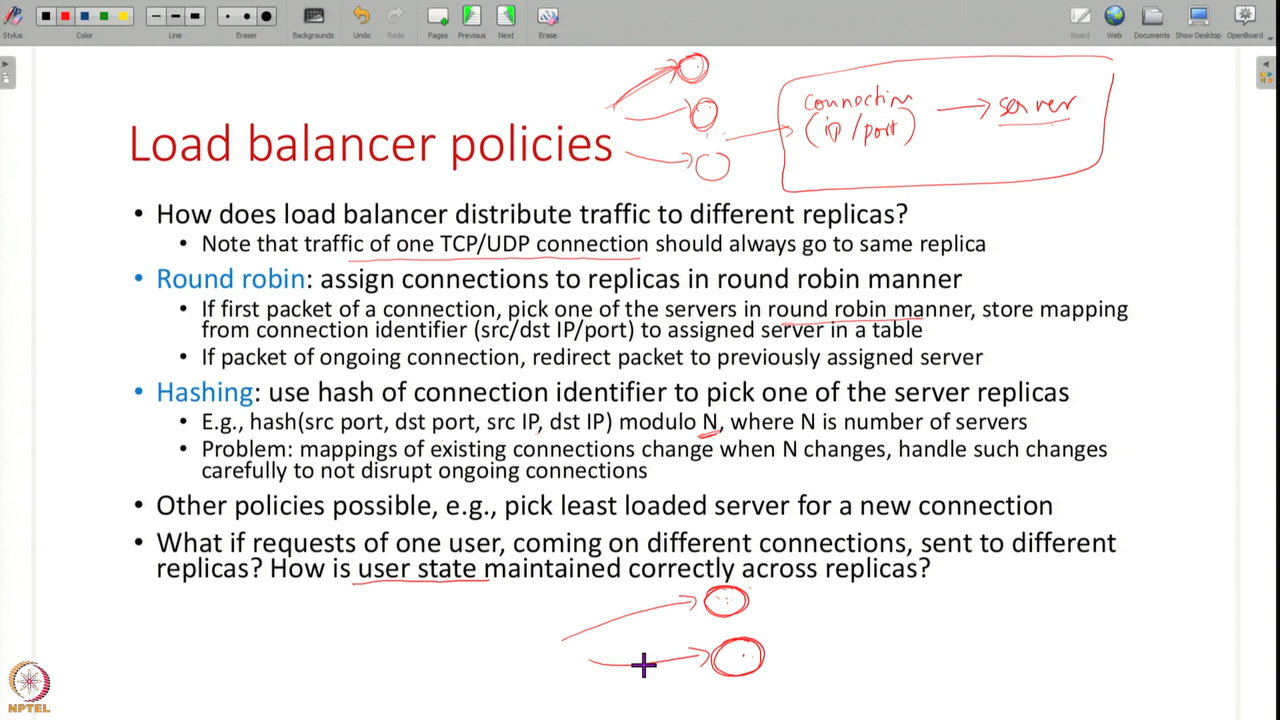 Stylus
Color
Line
Eraser
Backgrounds
Undo
Redo
Pages
Previous
Next
Erase
Board
Web
Documents
Show Desktop
OpenBoard
connection → server
(ip/port)
Load balancer policies
• How does load balancer distribute traffic to different replicas?
• Note that traffic of one TCP/UDP connection should always go to same replica
• Round robin: assign connections to replicas in round robin manner
• If first packet of a connection, pick one of the servers in round robin manner, store mapping
from connection identifier (src/dst IP/port) to assigned server in a table
• If packet of ongoing connection, redirect packet to previously assigned server
• Hashing: use hash of connection identifier to pick one of the server replicas
• E.g., hash(src port, dst port, src IP, dst IP) modulo N, where N is number of servers
• Problem: mappings of existing connections change when N changes, handle such changes
carefully to not disrupt ongoing connections
• Other policies possible, e.g., pick least loaded server for a new connection
• What if requests of one user, coming on different connections, sent to different
replicas? How is user state maintained correctly across replicas?
NPTEL